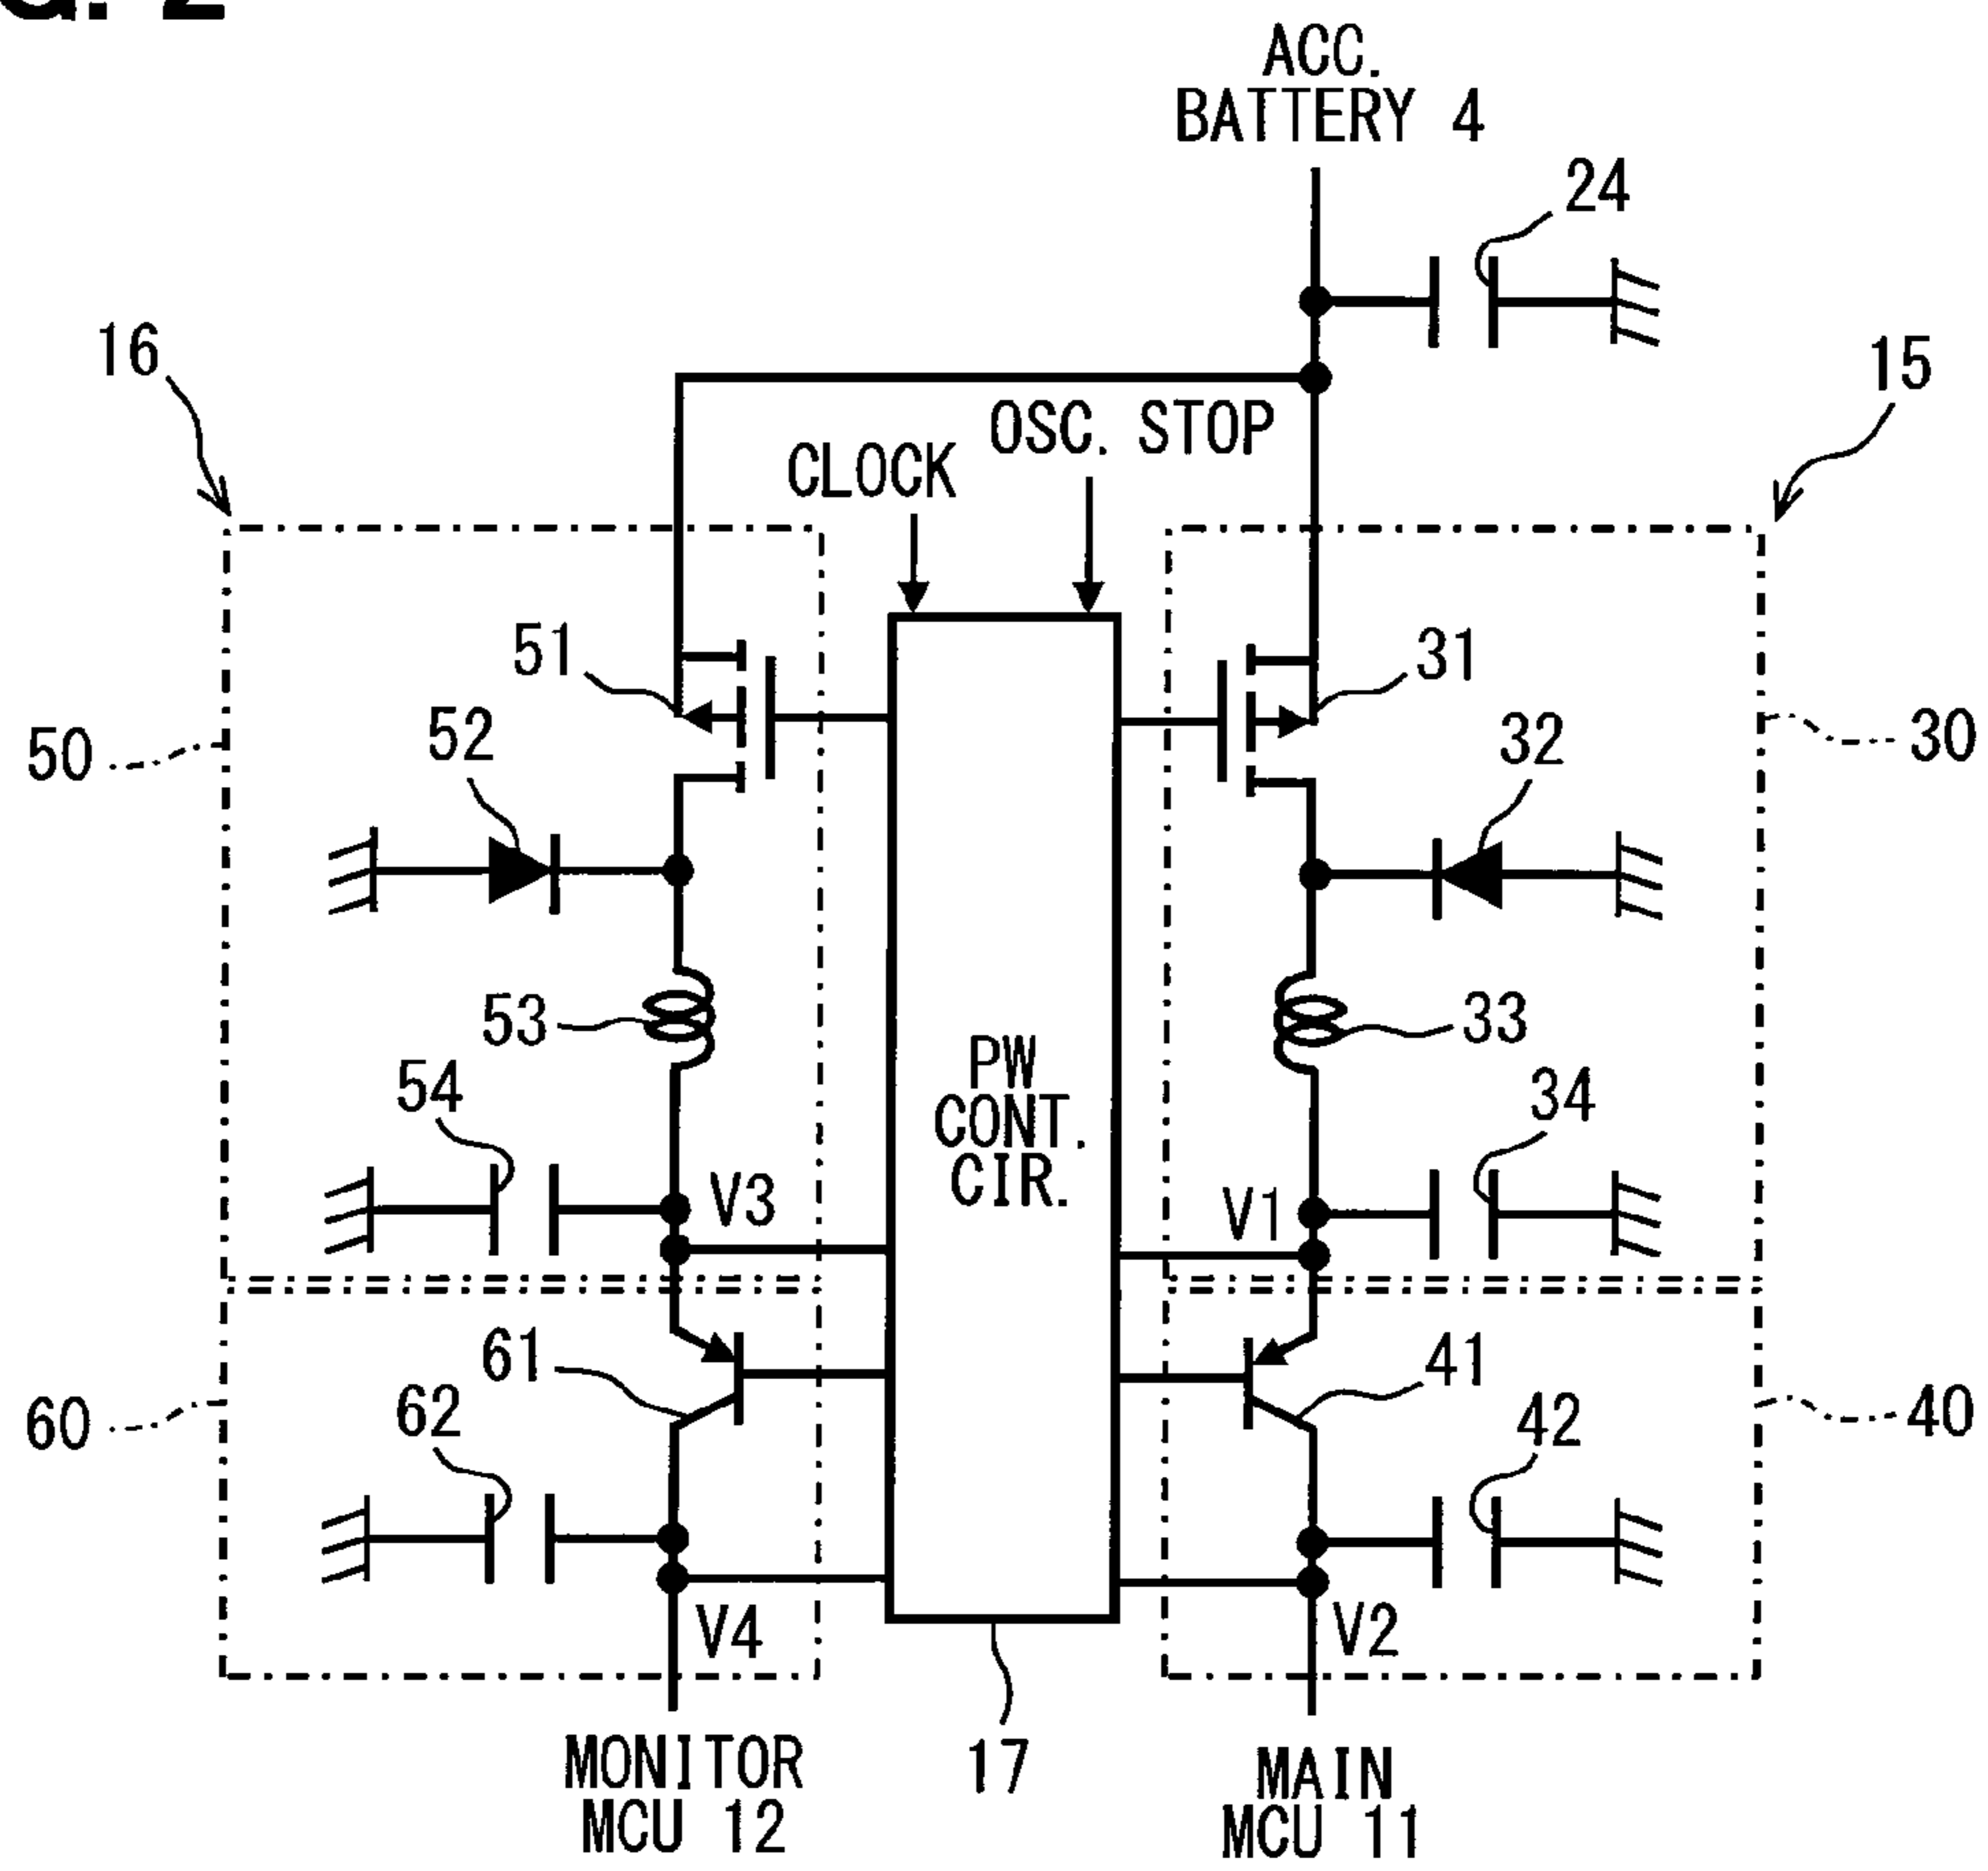 G. 2
ACC.
BATTERY 4
24
16
15
OSC. STOP
CLOCK
51
31
50
52
32
30
53
33
PW
CONT.
CIR.
54
34
V3
V1
61
41
60
62
42
40
V4
V2
17
MONITOR
MCU 12
MAIN
MCU 11